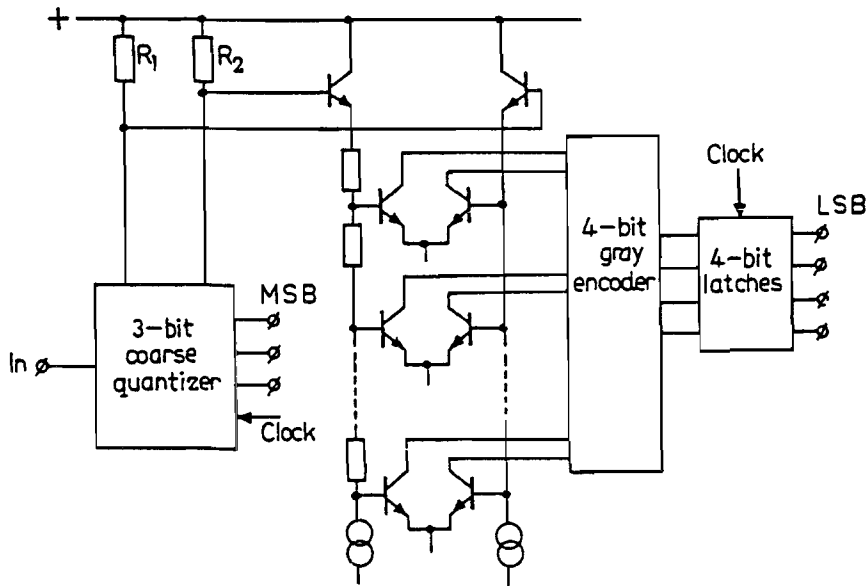 +
R1
R2
Clock
LSB
4-bit
gray
encoder
4-bit
latches
MSB
3-bit
coarse
quantizer
In
Clock